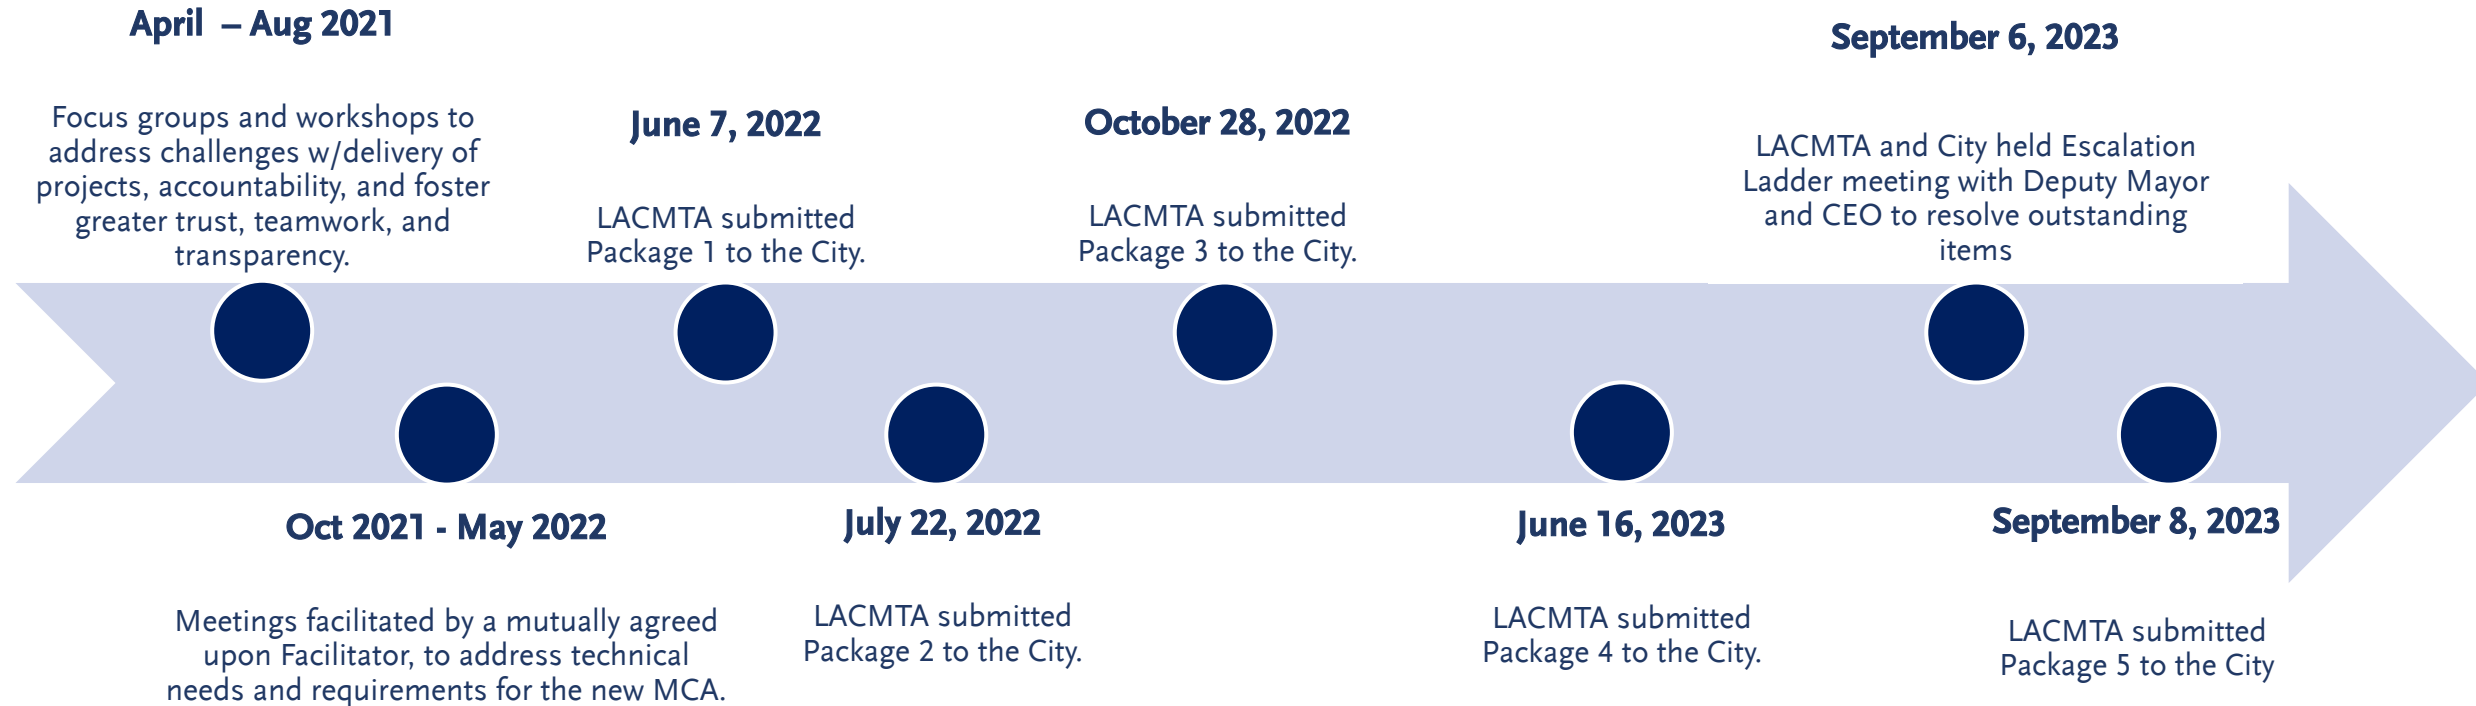 April – Aug 2021
Focus groups and workshops to
address challenges w/delivery of
projects, accountability, and foster
greater trust, teamwork, and
transparency.
Oct 2021 - May 2022
Meetings facilitated by a mutually agreed
upon Facilitator, to address technical
needs and requirements for the new MCA.
June 7, 2022
LACMTA submitted
Package 1 to the City.
July 22, 2022
LACMTA submitted
Package 2 to the City.
October 28, 2022
LACMTA submitted
Package 3 to the City.
June 16, 2023
LACMTA submitted
Package 4 to the City.
September 6, 2023
LACMTA and City held Escalation
Ladder meeting with Deputy Mayor
and CEO to resolve outstanding
items
September 8, 2023
LACMTA submitted
Package 5 to the City